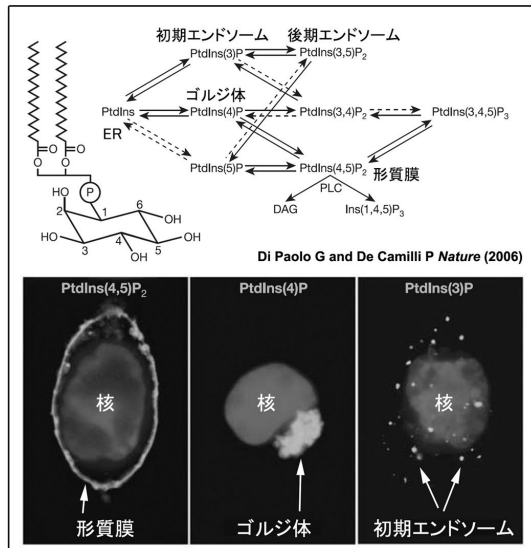 初期エンドソーム 後期エンドソーム
PtdIns(3)P PtdIns(3,5)P₂
ゴルジ体
PtdIns PtdIns(4)P PtdIns(3,4)P₂ PtdIns(3,4,5)P₃
ER
PtdIns(5)P PtdIns(4,5)P₂ 形質膜
PLC
DAG Ins(1,4,5)P₃
O O
O O
P
HO
2 1 6 OH
HO 3 4 5 OH
OH
Di Paolo G and De Camilli P Nature (2006)
PtdIns(4,5)P₂ PtdIns(4)P PtdIns(3)P
核 核 核
形質膜 ゴルジ体 初期エンドソーム